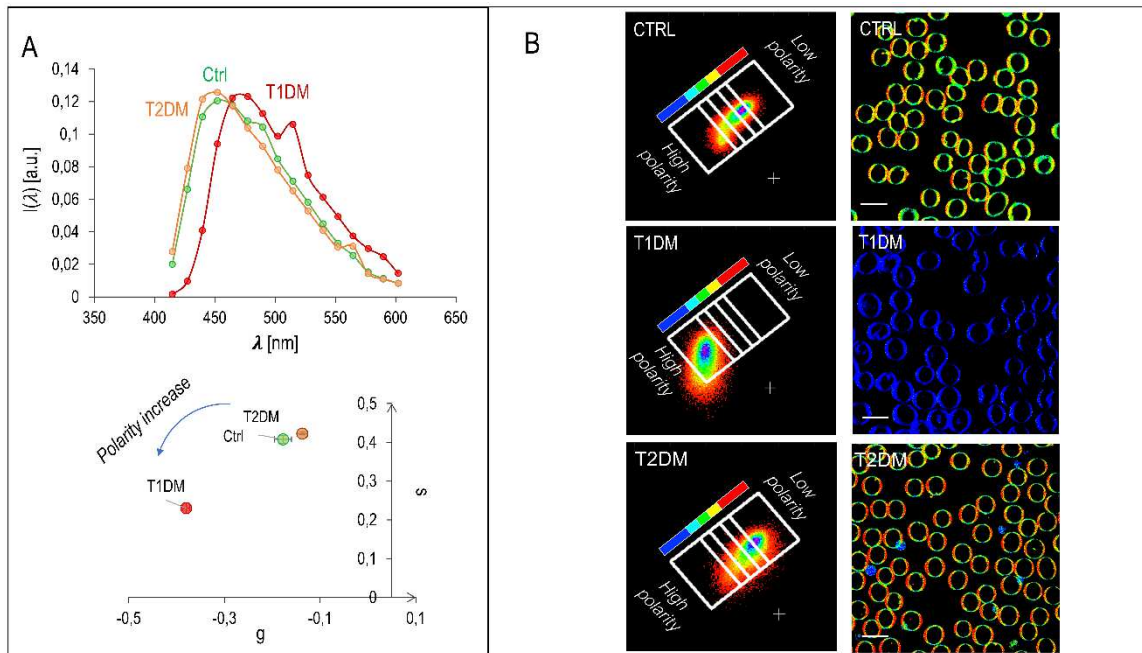 A
Ctrl
T1DM
T2DM
0,14
0,12
0,1
0,08
0,06
0,04
0,02
0
I(λ) [a.u.]
350 400 450 500 550 600 650
λ [nm]
Polarity increase
T2DM
Ctrl
T1DM
0,5
0,4
0,3
0,2
0,1
0
s
-0,5 -0,3 -0,1 0,1
g
B
CTRL
Low polarity
High polarity
CTRL
T1DM
Low polarity
High polarity
T1DM
T2DM
Low polarity
High polarity
T2DM